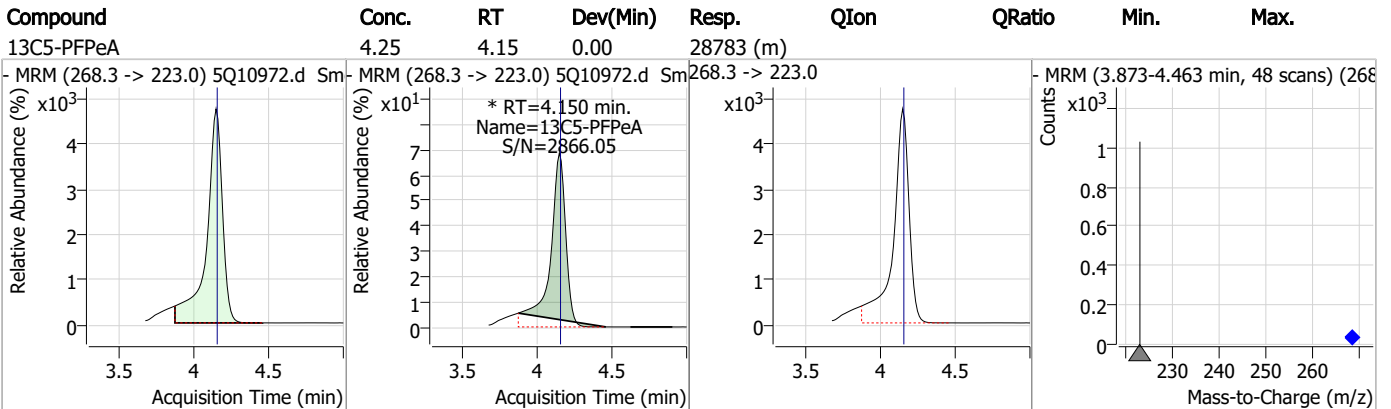 Compound Conc. RT Dev(Min) Resp. QIon QRatio Min. Max.
13C5-PFPeA 4.25 4.15 0.00 28783 (m)
- MRM (268.3 -> 223.0) 5Q10972.d Sm
Relative Abundance (%)
x10³
4
3
2
1
0
3.5 4 4.5
Acquisition Time (min)
- MRM (268.3 -> 223.0) 5Q10972.d Sm
Relative Abundance (%)
x10¹
* RT=4.150 min.
Name=13C5-PFPeA
S/N=2866.05
7
6
5
4
3
2
1
0
3.5 4 4.5
Acquisition Time (min)
268.3 -> 223.0
x10³
4
3
2
1
0
3.5 4 4.5
- MRM (3.873-4.463 min, 48 scans) (268
Counts
x10³
1
0.8
0.6
0.4
0.2
0
230 240 250 260
Mass-to-Charge (m/z)